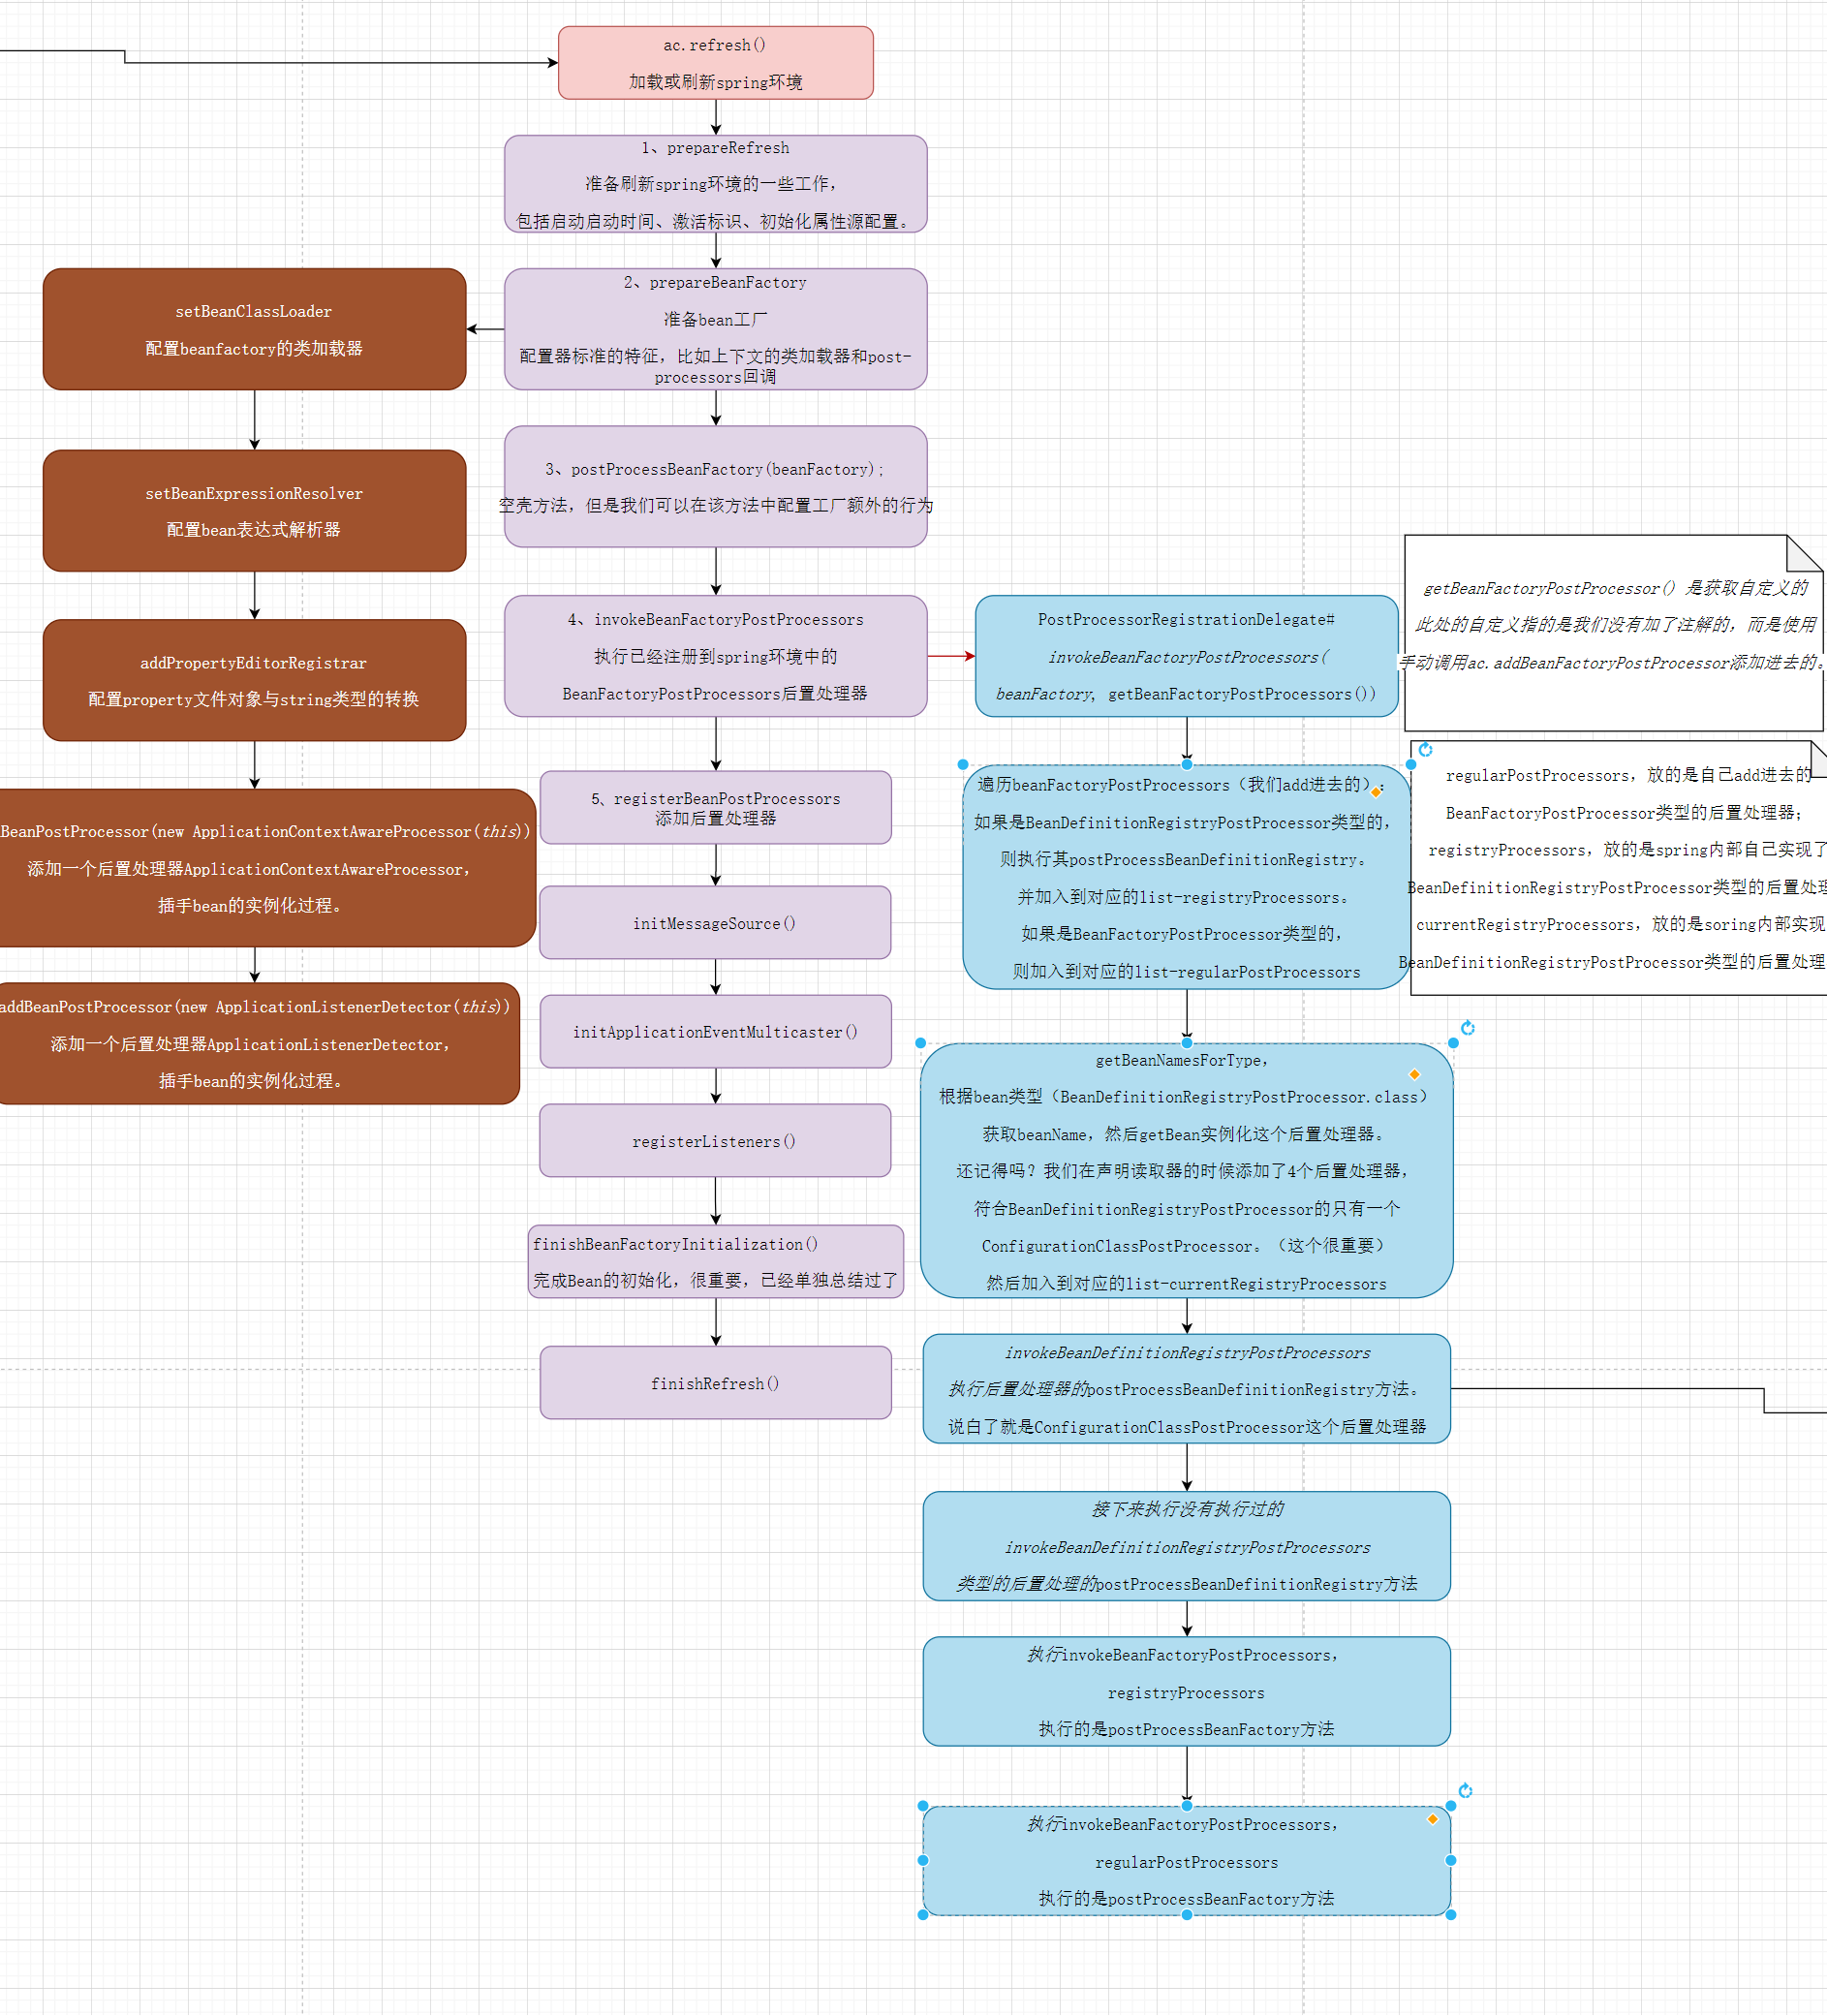 ac.refresh()
加载或刷新spring环境
1、prepareRefresh
准备刷新spring环境的一些工作，
包括启动启动时间、激活标识、初始化属性源配置。
2、prepareBeanFactory
准备bean工厂
配置器标准的特征，比如上下文的类加载器和post-
processors回调
3、postProcessBeanFactory(beanFactory);
空壳方法，但是我们可以在该方法中配置工厂额外的行为
4、invokeBeanFactoryPostProcessors
执行已经注册到spring环境中的
BeanFactoryPostProcessors后置处理器
5、registerBeanPostProcessors
添加后置处理器
initMessageSource()
initApplicationEventMulticaster()
registerListeners()
finishBeanFactoryInitialization()
完成Bean的初始化，很重要，已经单独总结过了
finishRefresh()
setBeanClassLoader
配置beanfactory的类加载器
setBeanExpressionResolver
配置bean表达式解析器
addPropertyEditorRegistrar
配置property文件对象与string类型的转换
BeanPostProcessor(new ApplicationContextAwareProcessor(this))
添加一个后置处理器ApplicationContextAwareProcessor，
插手bean的实例化过程。
addBeanPostProcessor(new ApplicationListenerDetector(this))
添加一个后置处理器ApplicationListenerDetector，
插手bean的实例化过程。
PostProcessorRegistrationDelegate#
invokeBeanFactoryPostProcessors(
beanFactory, getBeanFactoryPostProcessors())
遍历beanFactoryPostProcessors（我们add进去的）：
如果是BeanDefinitionRegistryPostProcessor类型的，
则执行其postProcessBeanDefinitionRegistry。
并加入到对应的list-registryProcessors。
如果是BeanFactoryPostProcessor类型的，
则加入到对应的list-regularPostProcessors
getBeanNamesForType，
根据bean类型（BeanDefinitionRegistryPostProcessor.class）
获取beanName，然后getBean实例化这个后置处理器。
还记得吗？我们在声明读取器的时候添加了4个后置处理器，
符合BeanDefinitionRegistryPostProcessor的只有一个
ConfigurationClassPostProcessor。（这个很重要）
然后加入到对应的list-currentRegistryProcessors
invokeBeanDefinitionRegistryPostProcessors
执行后置处理器的postProcessBeanDefinitionRegistry方法。
说白了就是ConfigurationClassPostProcessor这个后置处理器
接下来执行没有执行过的
invokeBeanDefinitionRegistryPostProcessors
类型的后置处理的postProcessBeanDefinitionRegistry方法
执行invokeBeanFactoryPostProcessors，
registryProcessors
执行的是postProcessBeanFactory方法
执行invokeBeanFactoryPostProcessors，
regularPostProcessors
执行的是postProcessBeanFactory方法
getBeanFactoryPostProcessor() 是获取自定义的
此处的自定义指的是我们没有加了注解的，而是使用
手动调用ac.addBeanFactoryPostProcessor添加进去的。
regularPostProcessors，放的是自己add进去的
BeanFactoryPostProcessor类型的后置处理器；
registryProcessors，放的是spring内部自己实现了
BeanDefinitionRegistryPostProcessor类型的后置处理
currentRegistryProcessors，放的是soring内部实现
BeanDefinitionRegistryPostProcessor类型的后置处理